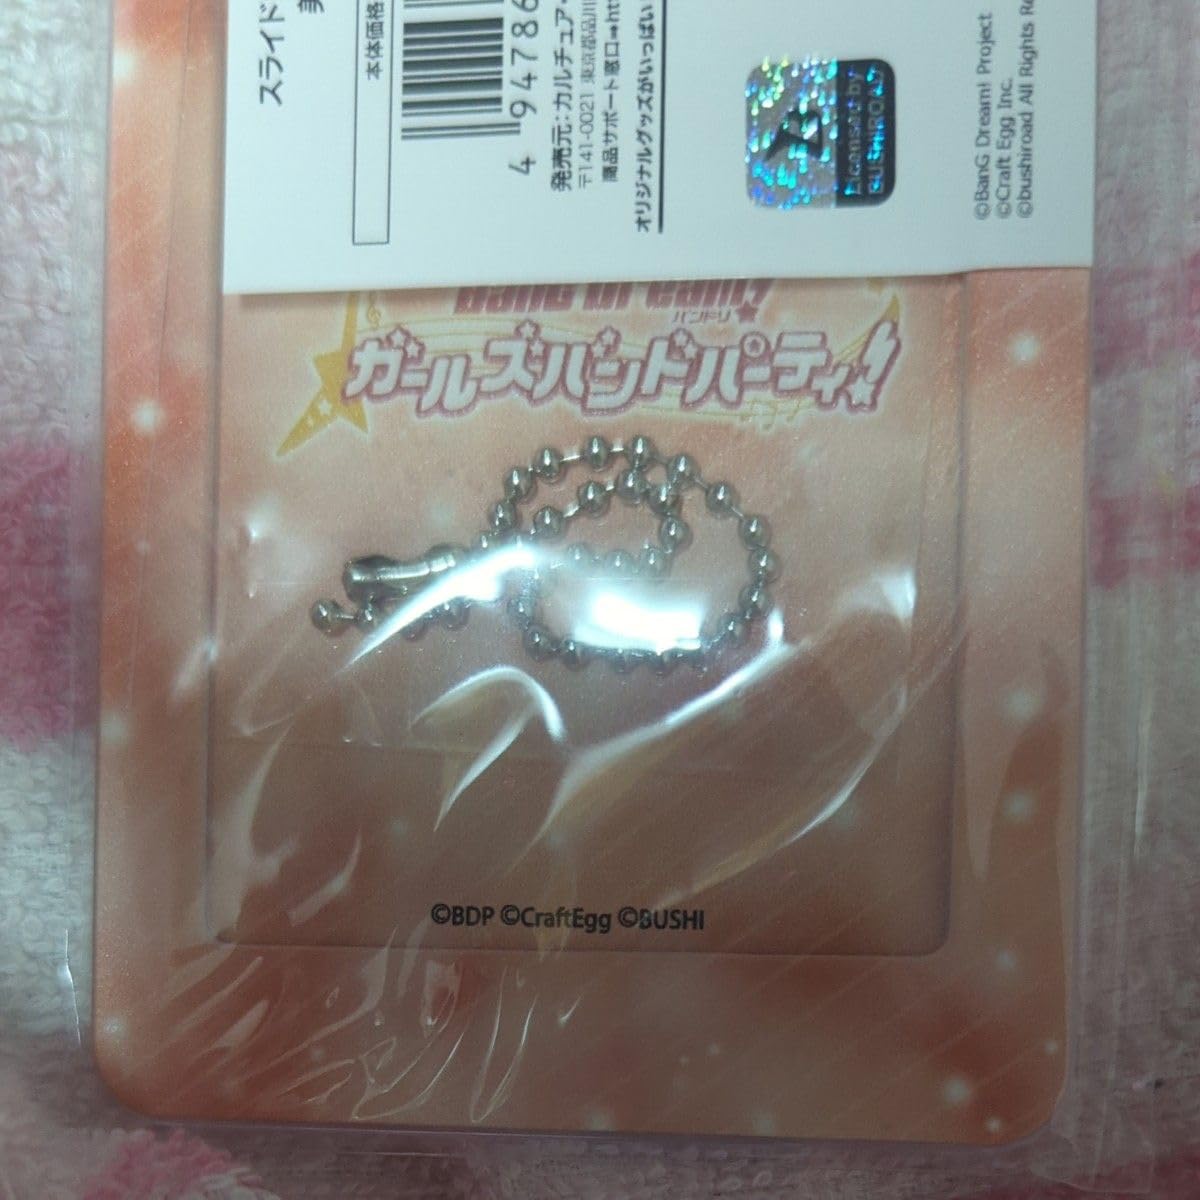 スライド
本体価格
4 94786
発売元:カルチュア・
〒141-0021 東京都品川
商品サポート窓口➡ht
オリジナルグッズがいっぱい
Licensed by
BUSHIROAD
©BanG Dream! Project
©Craft Egg Inc.
©bushiroad All Rights Re
BanG Dream!
バンドリ
ガールズバンドパーティ!
©BDP ©CraftEgg ©BUSHI